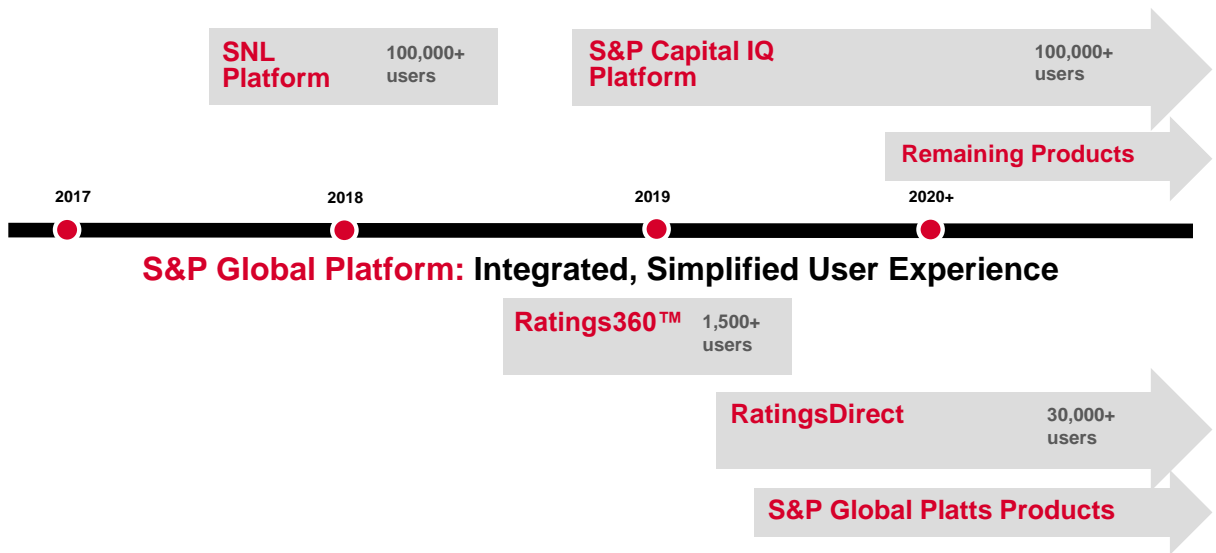 SNL
Platform
100,000+
users
S&P Capital IQ
Platform
100,000+
users
Remaining Products
2017
2018
2019
2020+
S&P Global Platform: Integrated, Simplified User Experience
Ratings360™
1,500+
users
RatingsDirect
30,000+
users
S&P Global Platts Products